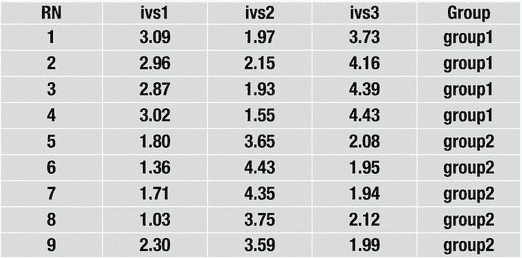 RN ivs1 ivs2 ivs3 Group
1 3.09 1.97 3.73 group1
2 2.96 2.15 4.16 group1
3 2.87 1.93 4.39 group1
4 3.02 1.55 4.43 group1
5 1.80 3.65 2.08 group2
6 1.36 4.43 1.95 group2
7 1.71 4.35 1.94 group2
8 1.03 3.75 2.12 group2
9 2.30 3.59 1.99 group2